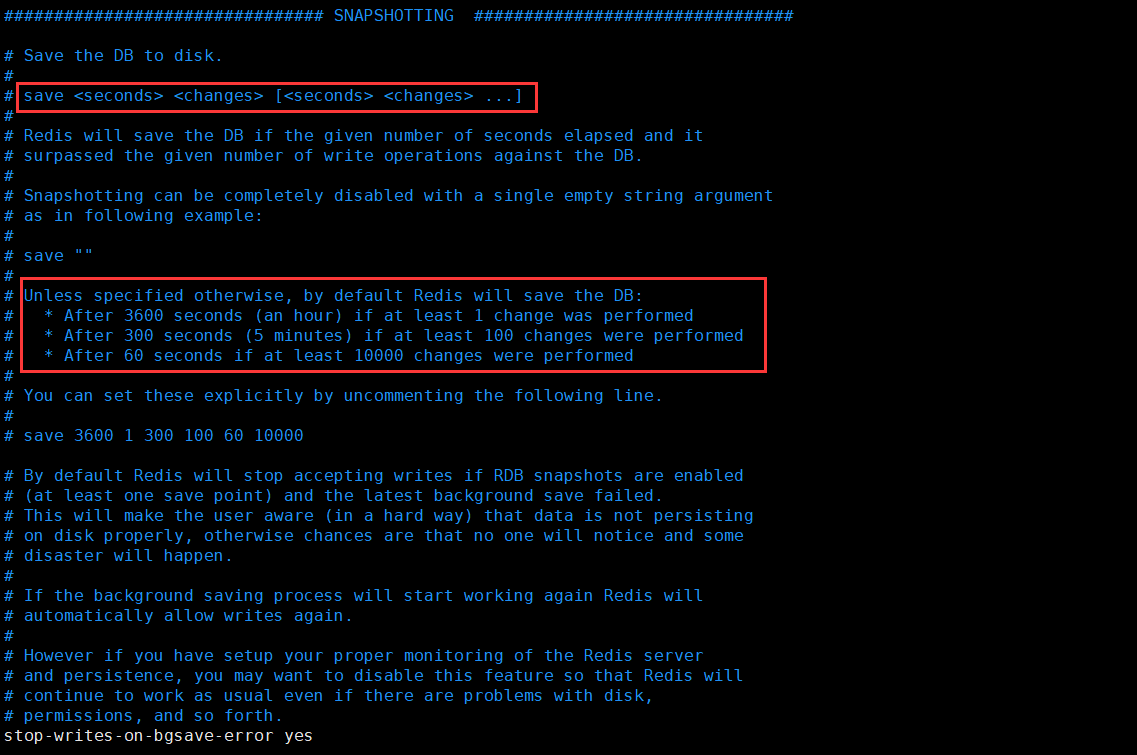 ################################ SNAPSHOTTING  ################################
# Save the DB to disk.
#
# save <seconds> <changes> [<seconds> <changes> ...]
#
# Redis will save the DB if the given number of seconds elapsed and it
# surpassed the given number of write operations against the DB.
#
# Snapshotting can be completely disabled with a single empty string argument
# as in following example:
#
# save ""
#
# Unless specified otherwise, by default Redis will save the DB:
#   * After 3600 seconds (an hour) if at least 1 change was performed
#   * After 300 seconds (5 minutes) if at least 100 changes were performed
#   * After 60 seconds if at least 10000 changes were performed
#
# You can set these explicitly by uncommenting the following line.
#
# save 3600 1 300 100 60 10000
# By default Redis will stop accepting writes if RDB snapshots are enabled
# (at least one save point) and the latest background save failed.
# This will make the user aware (in a hard way) that data is not persisting
# on disk properly, otherwise chances are that no one will notice and some
# disaster will happen.
#
# If the background saving process will start working again Redis will
# automatically allow writes again.
#
# However if you have setup your proper monitoring of the Redis server
# and persistence, you may want to disable this feature so that Redis will
# continue to work as usual even if there are problems with disk,
# permissions, and so forth.
stop-writes-on-bgsave-error yes